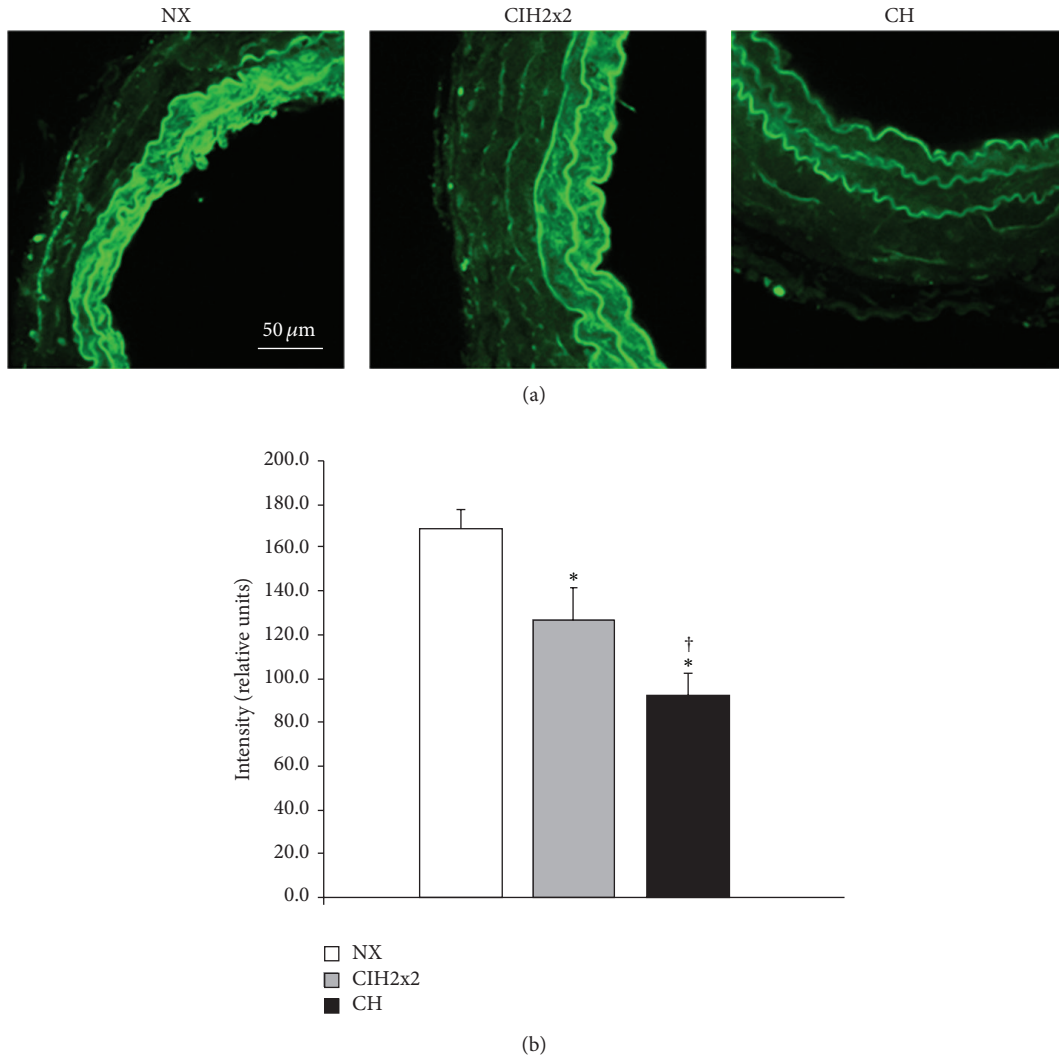 NX CIH2x2 CH
50 μm
(a)
200.0
180.0
160.0
140.0
120.0
100.0
80.0
60.0
40.0
20.0
0.0
Intensity (relative units)
*
†
*
NX
CIH2x2
CH
(b)